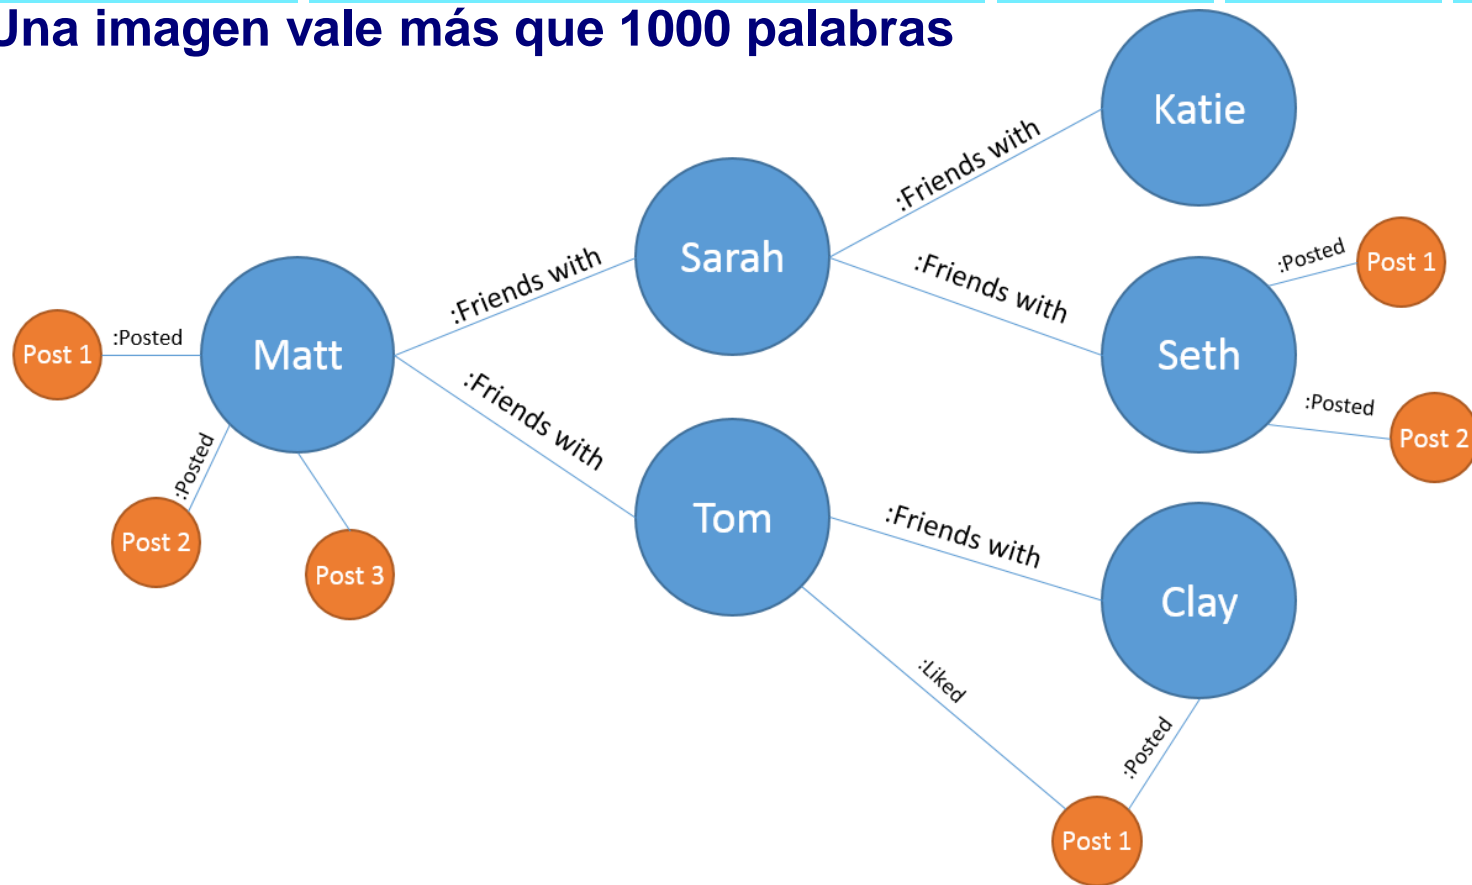 Una imagen vale más que 1000 palabras
Katie
:Friends with
Sarah
:Friends with
:Posted
Post 1
:Friends with
Seth
:Posted
Post 2
Post 1
:Posted
Matt
:Friends with
:Posted
Post 2
Post 3
Tom
:Friends with
Clay
:Liked
:Posted
Post 1